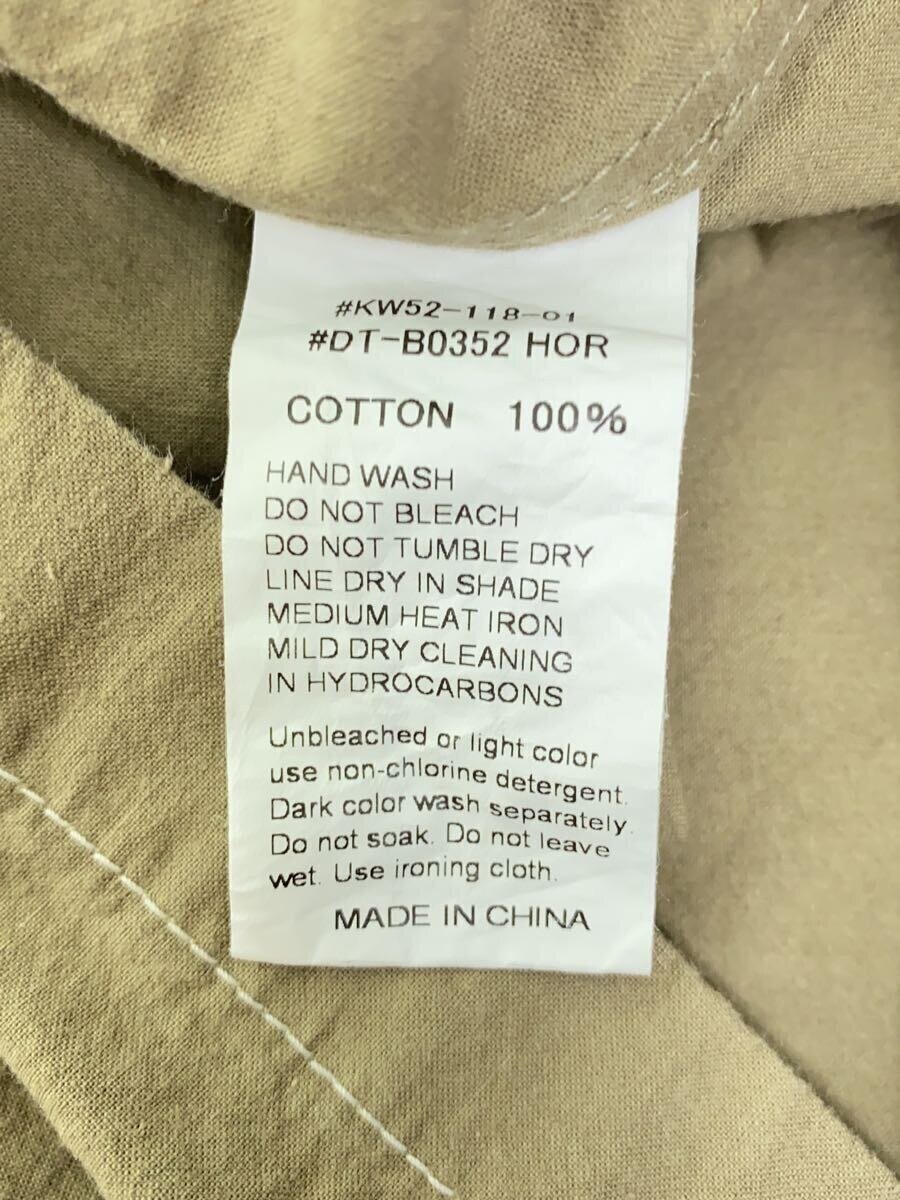 #KW52-118-01
#DT-B0352 HOR
COTTON 100%
HAND WASH
DO NOT BLEACH
DO NOT TUMBLE DRY
LINE DRY IN SHADE
MEDIUM HEAT IRON
MILD DRY CLEANING
IN HYDROCARBONS
Unbleached or light color
use non-chlorine detergent.
Dark color wash separately.
Do not soak. Do not leave
wet. Use ironing cloth.
MADE IN CHINA